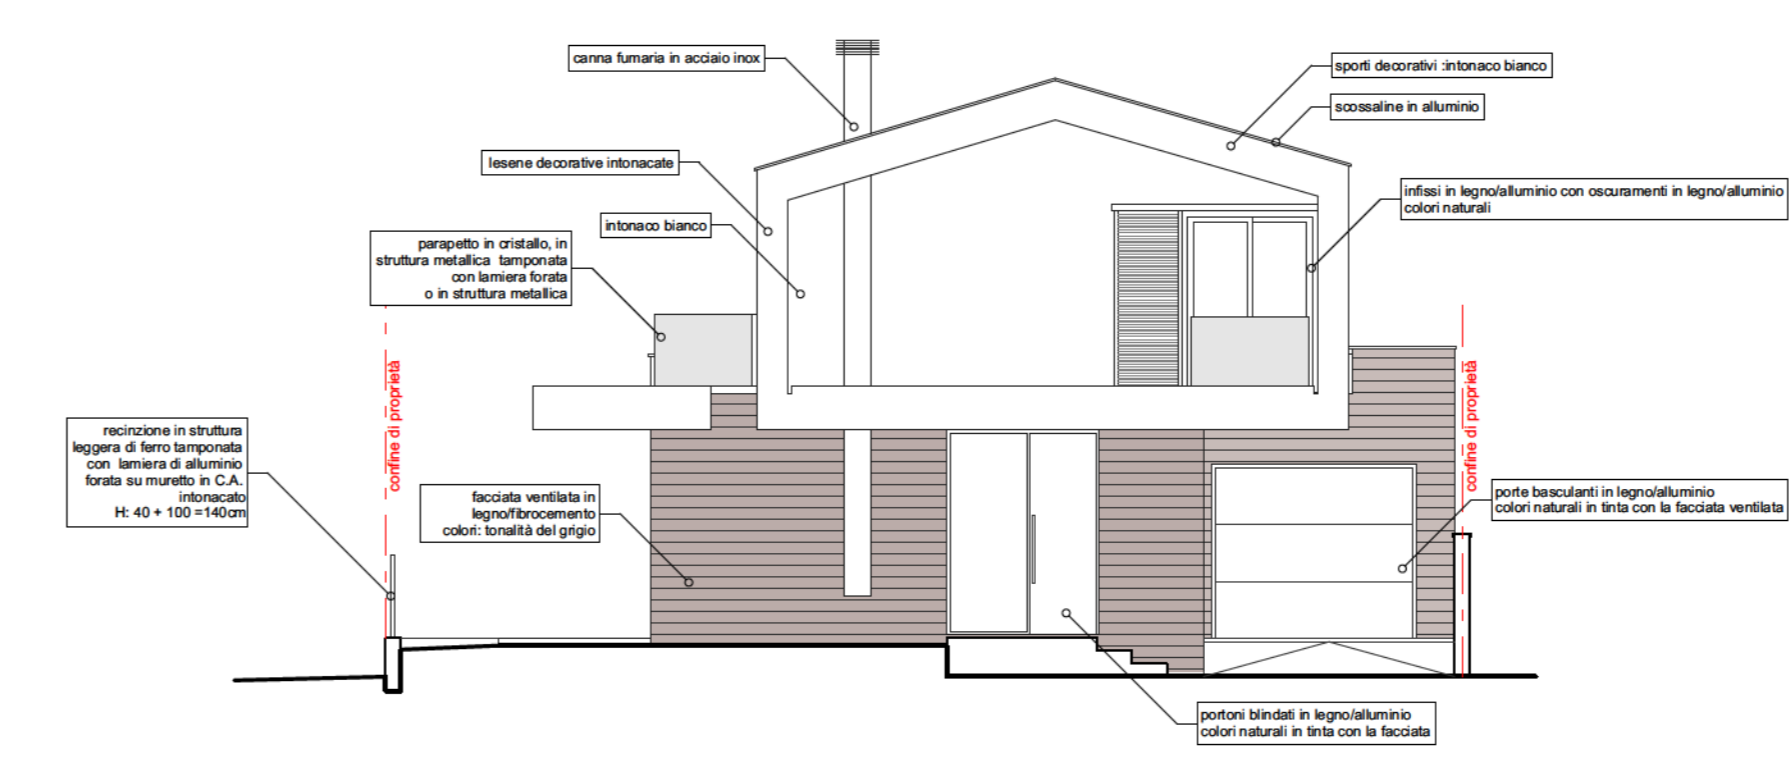 canna fumaria in acciaio inox
sporti decorativi :intonaco bianco
scossaline in alluminio
lesene decorative intonacate
infissi in legno/alluminio con oscuramenti in legno/alluminio
colori naturali
intonaco bianco
parapetto in cristallo, in
struttura metallica tamponata
con lamiera forata
o in struttura metallica
confine di proprietà
confine di proprietà
recinzione in struttura
leggera di ferro tamponata
con lamiera di alluminio
forata su muretto in C.A.
intonacato
H: 40 + 100 =140cm
facciata ventilata in
legno/fibrocemento
colori: tonalità del grigio
porte basculanti in legno/alluminio
colori naturali in tinta con la facciata ventilata
portoni blindati in legno/alluminio
colori naturali in tinta con la facciata